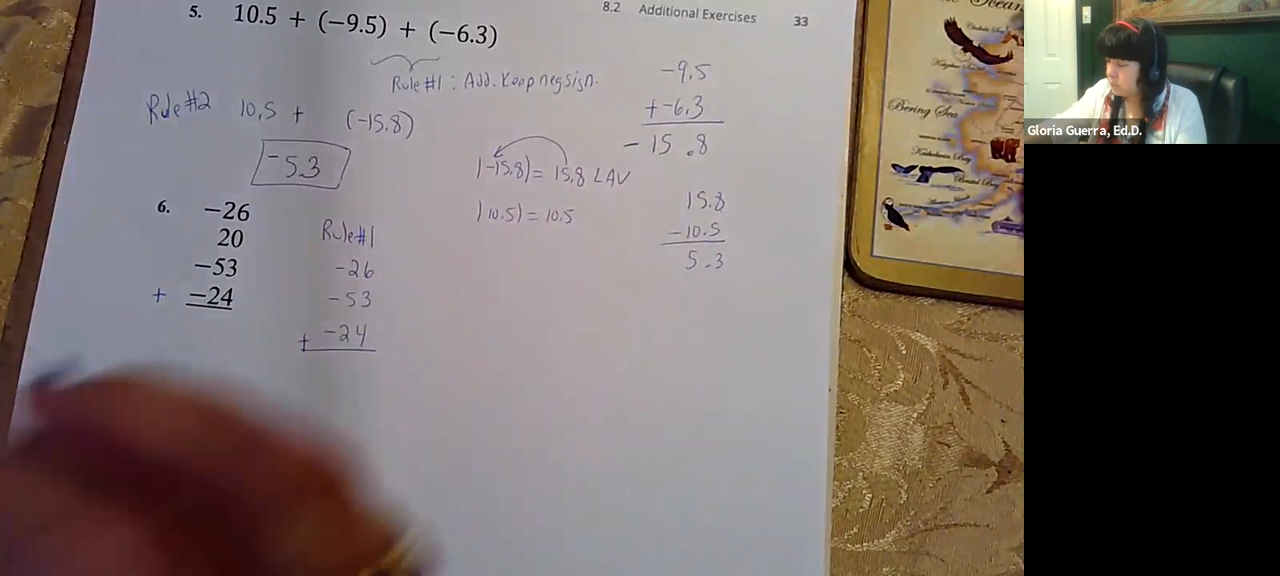 8.2 Additional Exercises 33
5. 10.5 + (−9.5) + (−6.3)
Rule #1 : Add. Keep neg sign.
-9.5
+ -6.3
- 15.8
Rule #2 10.5 + (-15.8)
-5.3
|-15.8| = 15.8 LAV
|10.5| = 10.5
15.8
- 10.5
5.3
6. −26
20
−53
+ −24
Rule #1
-26
-53
+ -24
Ocean
Bering Sea
Gloria Guerra, Ed.D.